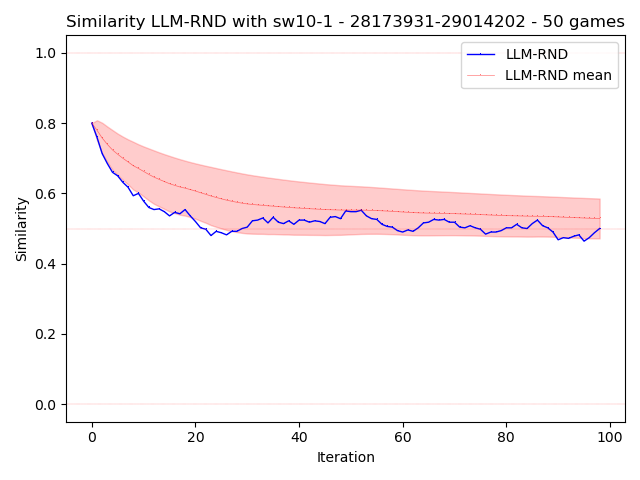 Similarity LLM-RND with sw10-1 - 28173931-29014202 - 50 games
LLM-RND
LLM-RND mean
1.0
0.8
0.6
0.4
0.2
0.0
Similarity
0 20 40 60 80 100
Iteration